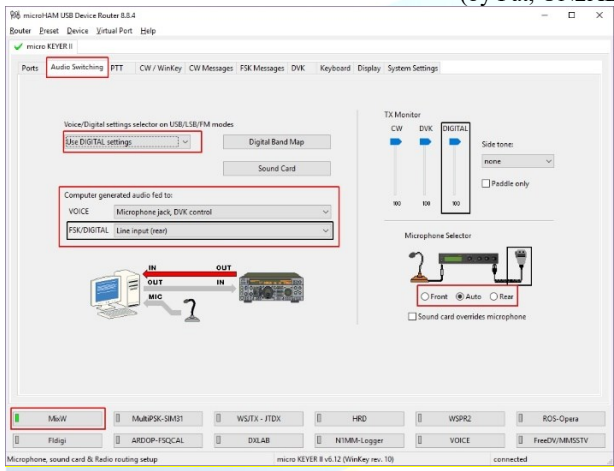 microHAM USB Device Router 8.8.4
Router Preset Device Virtual Port Help
micro KEYER II
Ports Audio Switching PTT CW / WinKey CW Messages FSK Messages DVK Keyboard Display System Settings
Voice/Digital settings selector on USB/LSB/FM modes
Use DIGITAL settings Digital Band Map
Sound Card
Computer generated audio fed to:
VOICE Microphone jack, DVK control
FSK/DIGITAL Line input (rear)
IN OUT
OUT IN
MIC
TX Monitor
CW DVK DIGITAL
Side tone:
none
Paddle only
100 100 100
Microphone Selector
Front Auto Rear
Sound card overrides microphone
MixW MultiPSK-SIM31 WSJTX - JTDX HRD WSPR2 ROS-Opera
Fldigi ARDOP-FSQCAL DXLAB N1MM-Logger VOICE FreeDV/MMSSTV
Microphone, sound card & Radio routing setup micro KEYER II v6.12 (WinKey rev. 10) connected